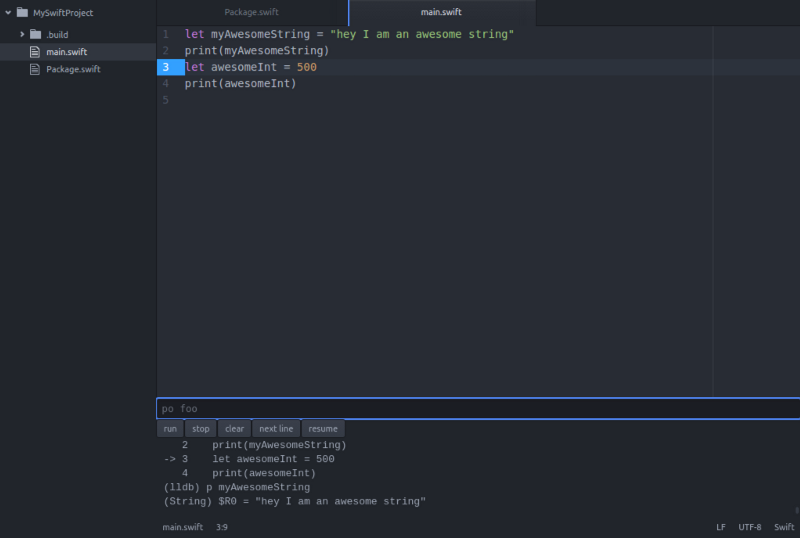 MySwiftProject
.build
main.swift
Package.swift
Package.swift
main.swift
1 let myAwesomeString = "hey I am an awesome string"
2 print(myAwesomeString)
3 let awesomeInt = 500
4 print(awesomeInt)
5
po foo
run stop clear next line resume
2 print(myAwesomeString)
-> 3 let awesomeInt = 500
4 print(awesomeInt)
(lldb) p myAwesomeString
(String) $R0 = "hey I am an awesome string"
main.swift 3:9 LF UTF-8 Swift